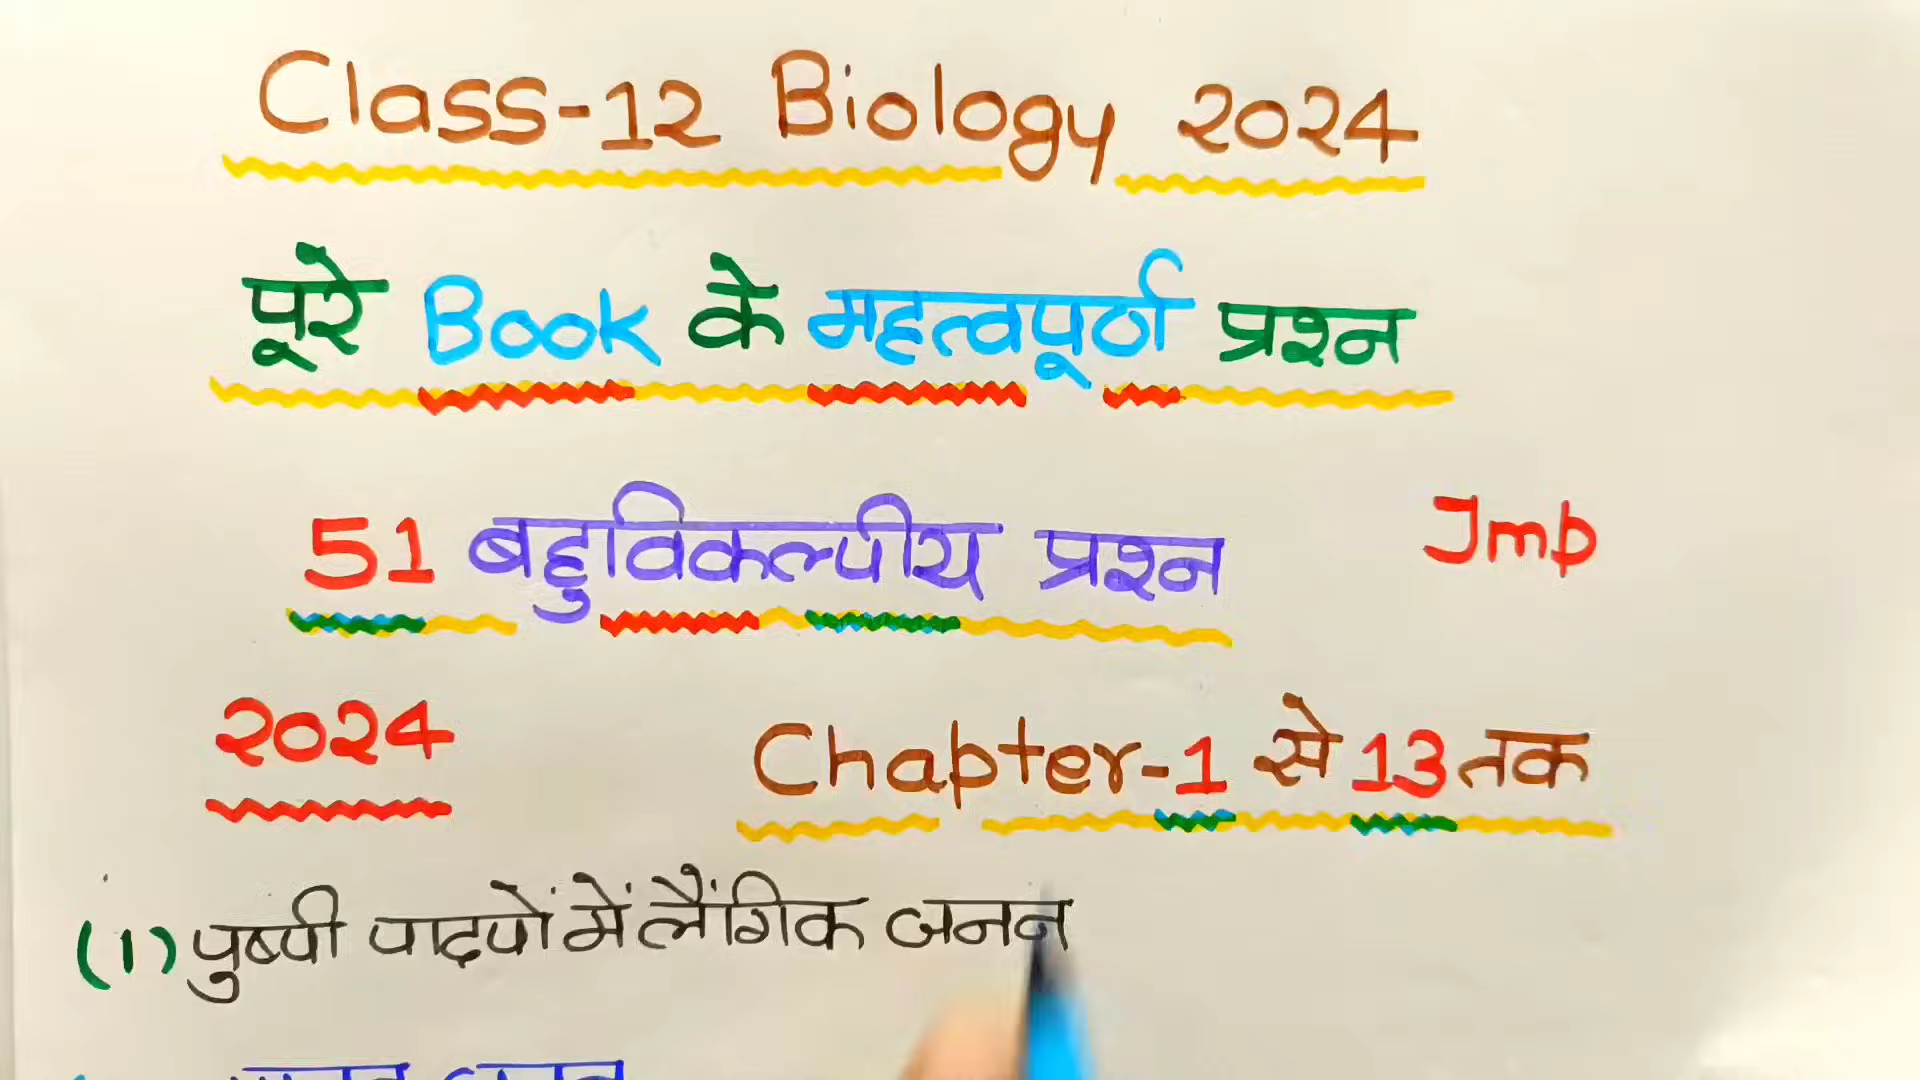 Class-12 Biology 2024
पूरे Book के महत्वपूर्ण प्रश्न
51 बहुविकल्पीय प्रश्न Imp
2024 Chapter-1 से 13 तक
(1) पुष्पी पादपों में लैंगिक जनन